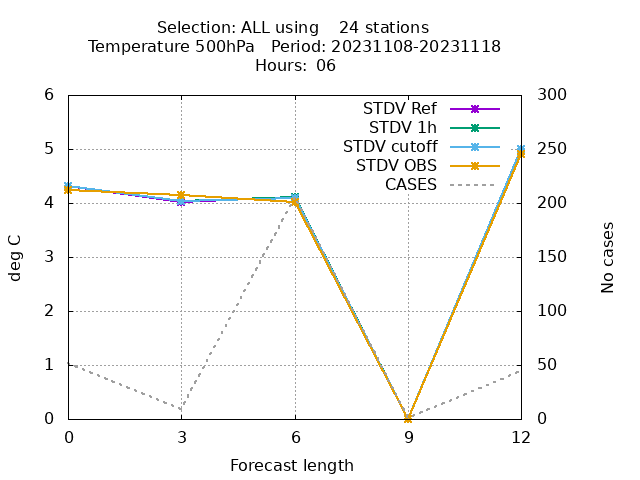 Selection: ALL using    24 stations
Temperature 500hPa   Period: 20231108-20231118
Hours: 06
6 300
STDV Ref
STDV 1h
5 STDV cutoff 250
STDV OBS
CASES
4 200
3 150
2 100
1 50
0 0
deg C
No cases
0 3 6 9 12
Forecast length